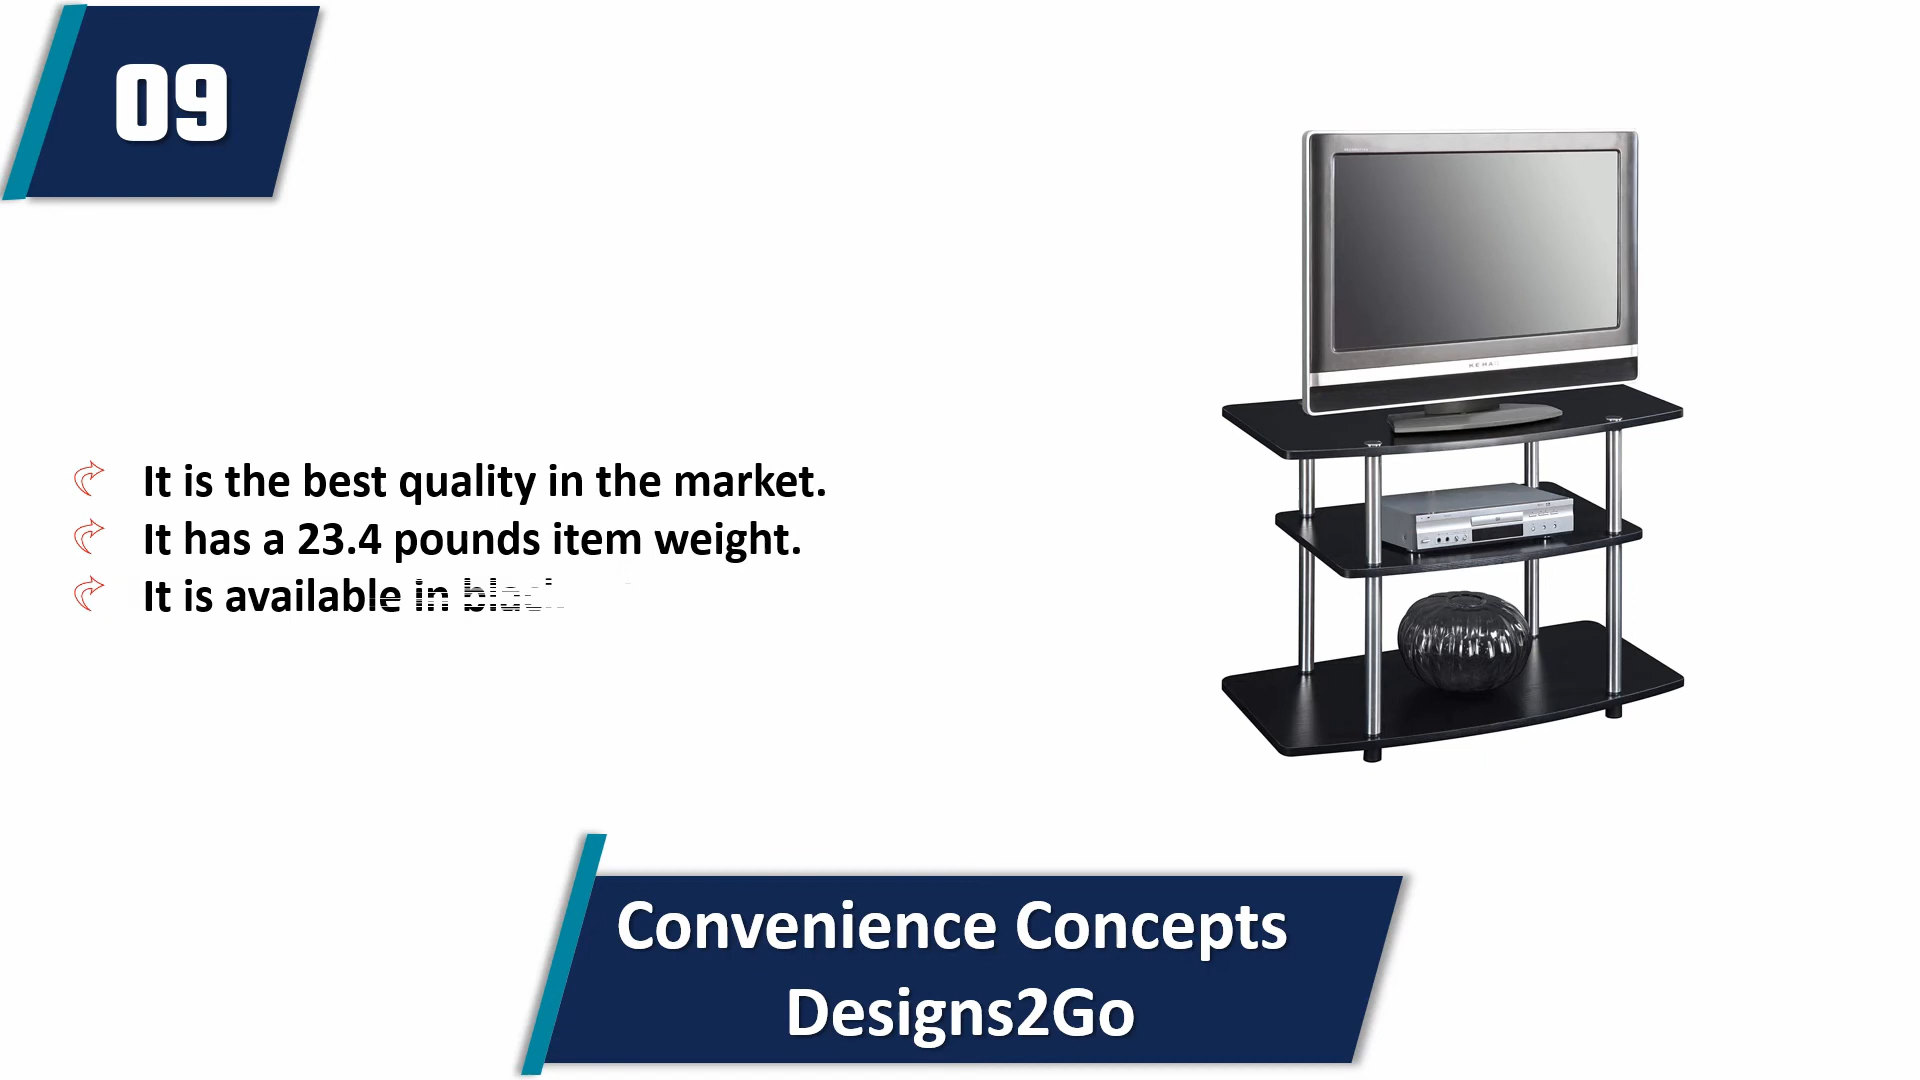 09
It is the best quality in the market.
It has a 23.4 pounds item weight.
It is available in
Convenience Concepts
Designs2Go